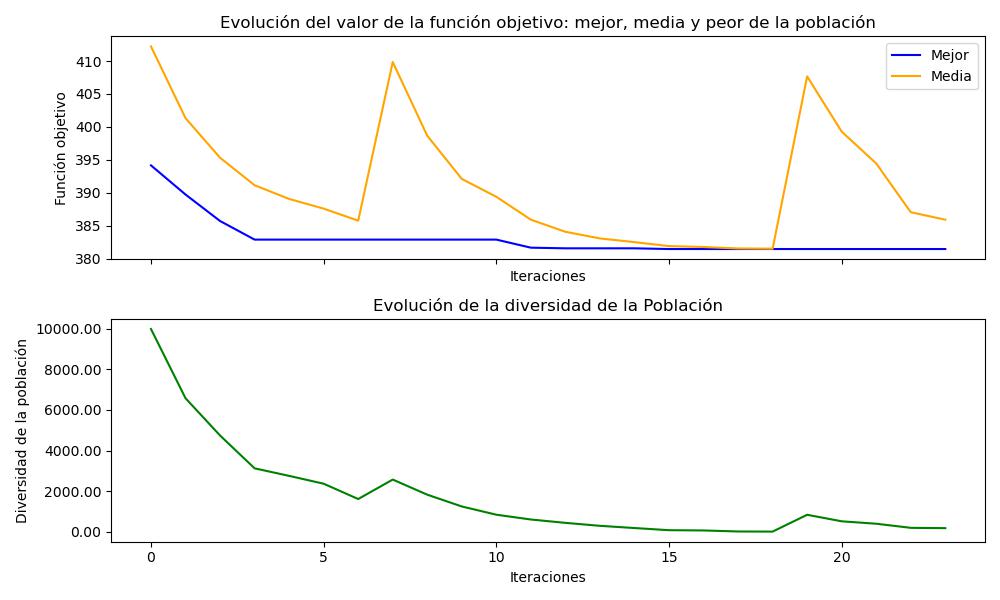 Evolución del valor de la función objetivo: mejor, media y peor de la población
Función objetivo
410
405
400
395
390
385
380
Mejor
Media
Iteraciones
Evolución de la diversidad de la Población
Diversidad de la población
10000.00
8000.00
6000.00
4000.00
2000.00
0.00
0 5 10 15 20
Iteraciones